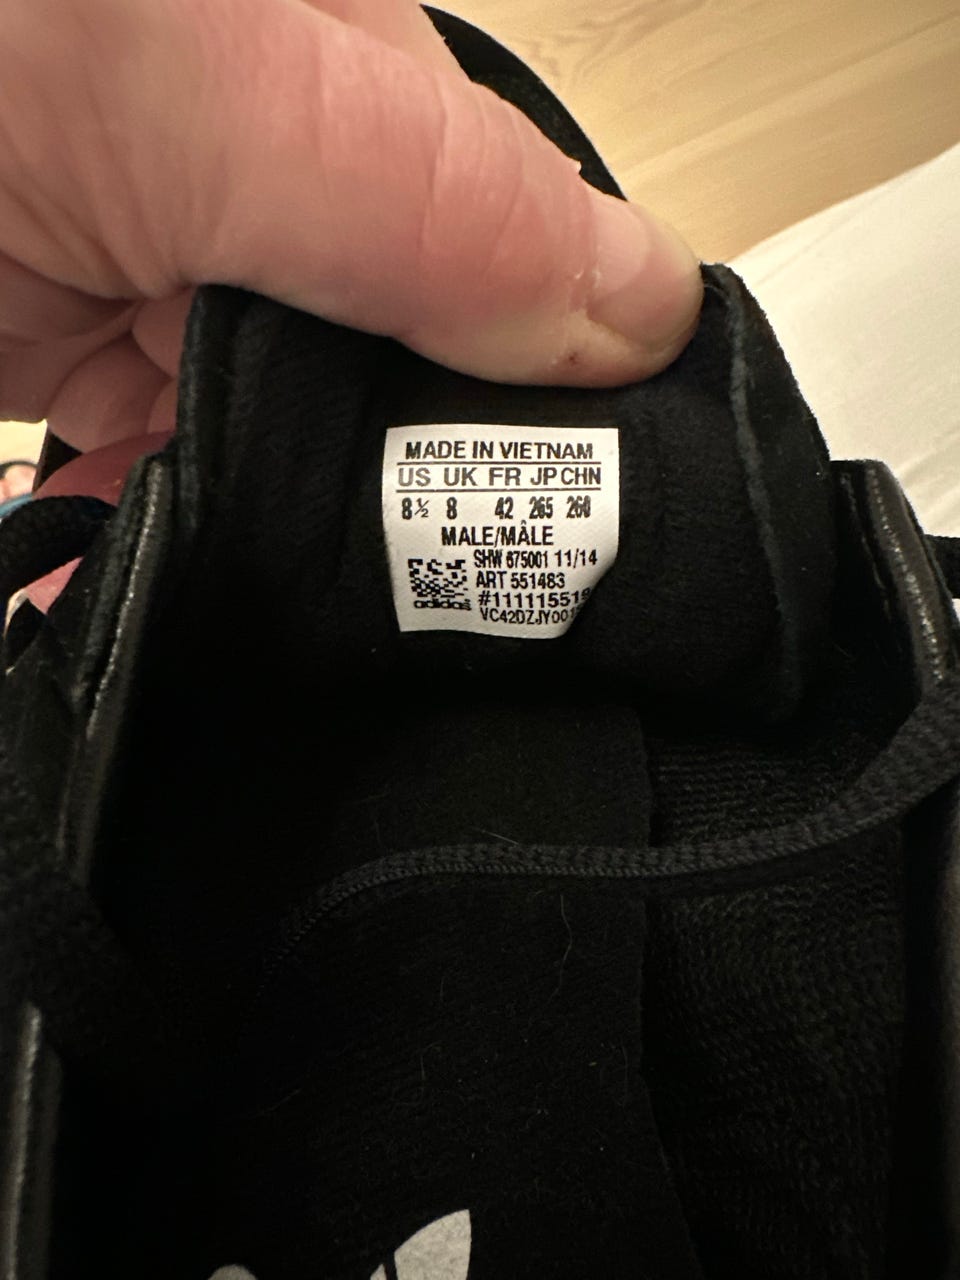 MADE IN VIETNAM
US UK FR JP CHN
8½ 8 42 265 260
MALE/MÂLE
SHW 675001 11/14
ART 551483
adidas